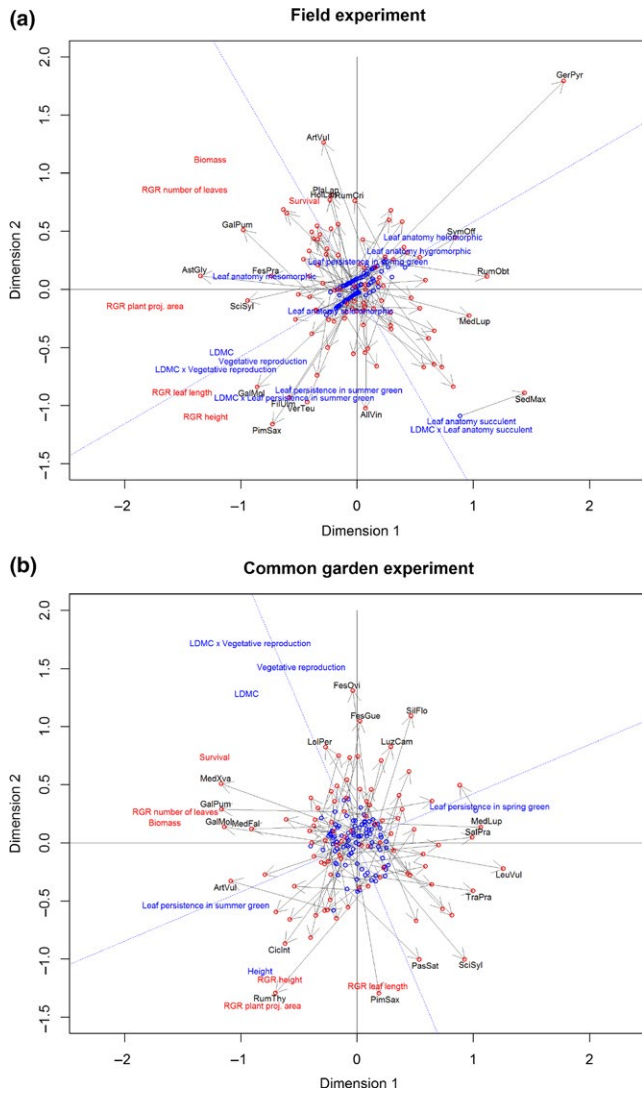 (a)
Field experiment
GerPyr
ArtVul
Biomass
RGR number of leaves
PlaLan
RumCri
Survival
GalPum
SymOff
Leaf anatomy helomorphic
Leaf anatomy hygromorphic
Leaf persistence in spring green
AstGly
FesPra
Leaf anatomy mesomorphic
RumObt
SciSyl
RGR plant proj. area
MedLup
LDMC
Vegetative reproduction
LDMC x Vegetative reproduction
RGR leaf length
GalMol
Leaf persistence in summer green
LDMC x Leaf persistence in summer green
FilUlm
VerTeu
AllVin
SedMax
RGR height
PimSax
Leaf anatomy succulent
LDMC x Leaf anatomy succulent
Dimension 2
2.0
1.5
1.0
0.5
0.0
−0.5
−1.0
−1.5
−2 −1 0 1 2
Dimension 1
(b)
Common garden experiment
LDMC x Vegetative reproduction
Vegetative reproduction
LDMC
FesOvi
FesGue
SilFlo
LolPer
LuzCam
Survival
MedXva
GalPum
RGR number of leaves
Biomass
GalMol
MedFal
Leaf persistence in spring green
MedLup
SalPra
ArtVul
LeuVul
TraPra
Leaf persistence in summer green
CicInt
PasSat
SciSyl
Height
RGR height
RGR leaf length
RumThy
PimSax
RGR plant proj. area
Dimension 2
2.0
1.5
1.0
0.5
0.0
−0.5
−1.0
−1.5
−2 −1 0 1 2
Dimension 1